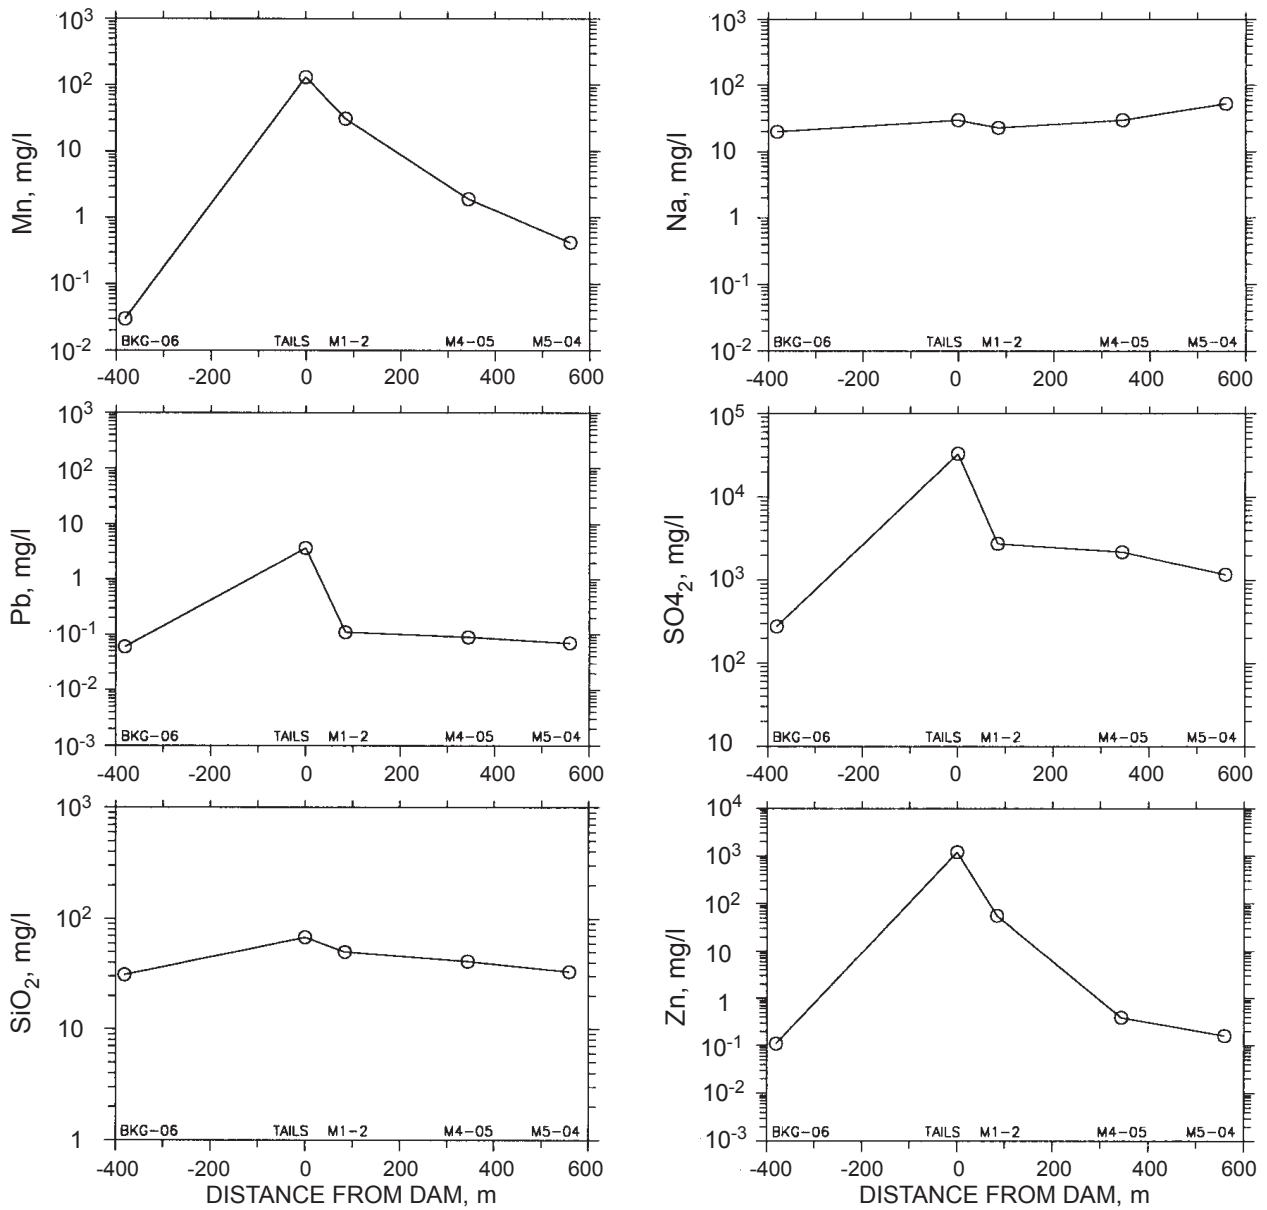 10³
10²
10
1
10⁻¹
10⁻²
Mn, mg/l
BKG-06 TAILS M1-2 M4-05 M5-04
-400 -200 0 200 400 600
10³
10²
10
1
10⁻¹
10⁻²
Na, mg/l
BKG-06 TAILS M1-2 M4-05 M5-04
-400 -200 0 200 400 600
10³
10²
10
1
10⁻¹
10⁻²
10⁻³
Pb, mg/l
BKG-06 TAILS M1-2 M4-05 M5-04
-400 -200 0 200 400 600
10⁵
10⁴
10³
10²
10
SO4₂, mg/l
BKG-06 TAILS M1-2 M4-05 M5-04
-400 -200 0 200 400 600
10³
10²
10
1
SiO₂, mg/l
BKG-06 TAILS M1-2 M4-05 M5-04
-400 -200 0 200 400 600
DISTANCE FROM DAM, m
10⁴
10³
10²
10
1
10⁻¹
10⁻²
10⁻³
Zn, mg/l
BKG-06 TAILS M1-2 M4-05 M5-04
-400 -200 0 200 400 600
DISTANCE FROM DAM, m